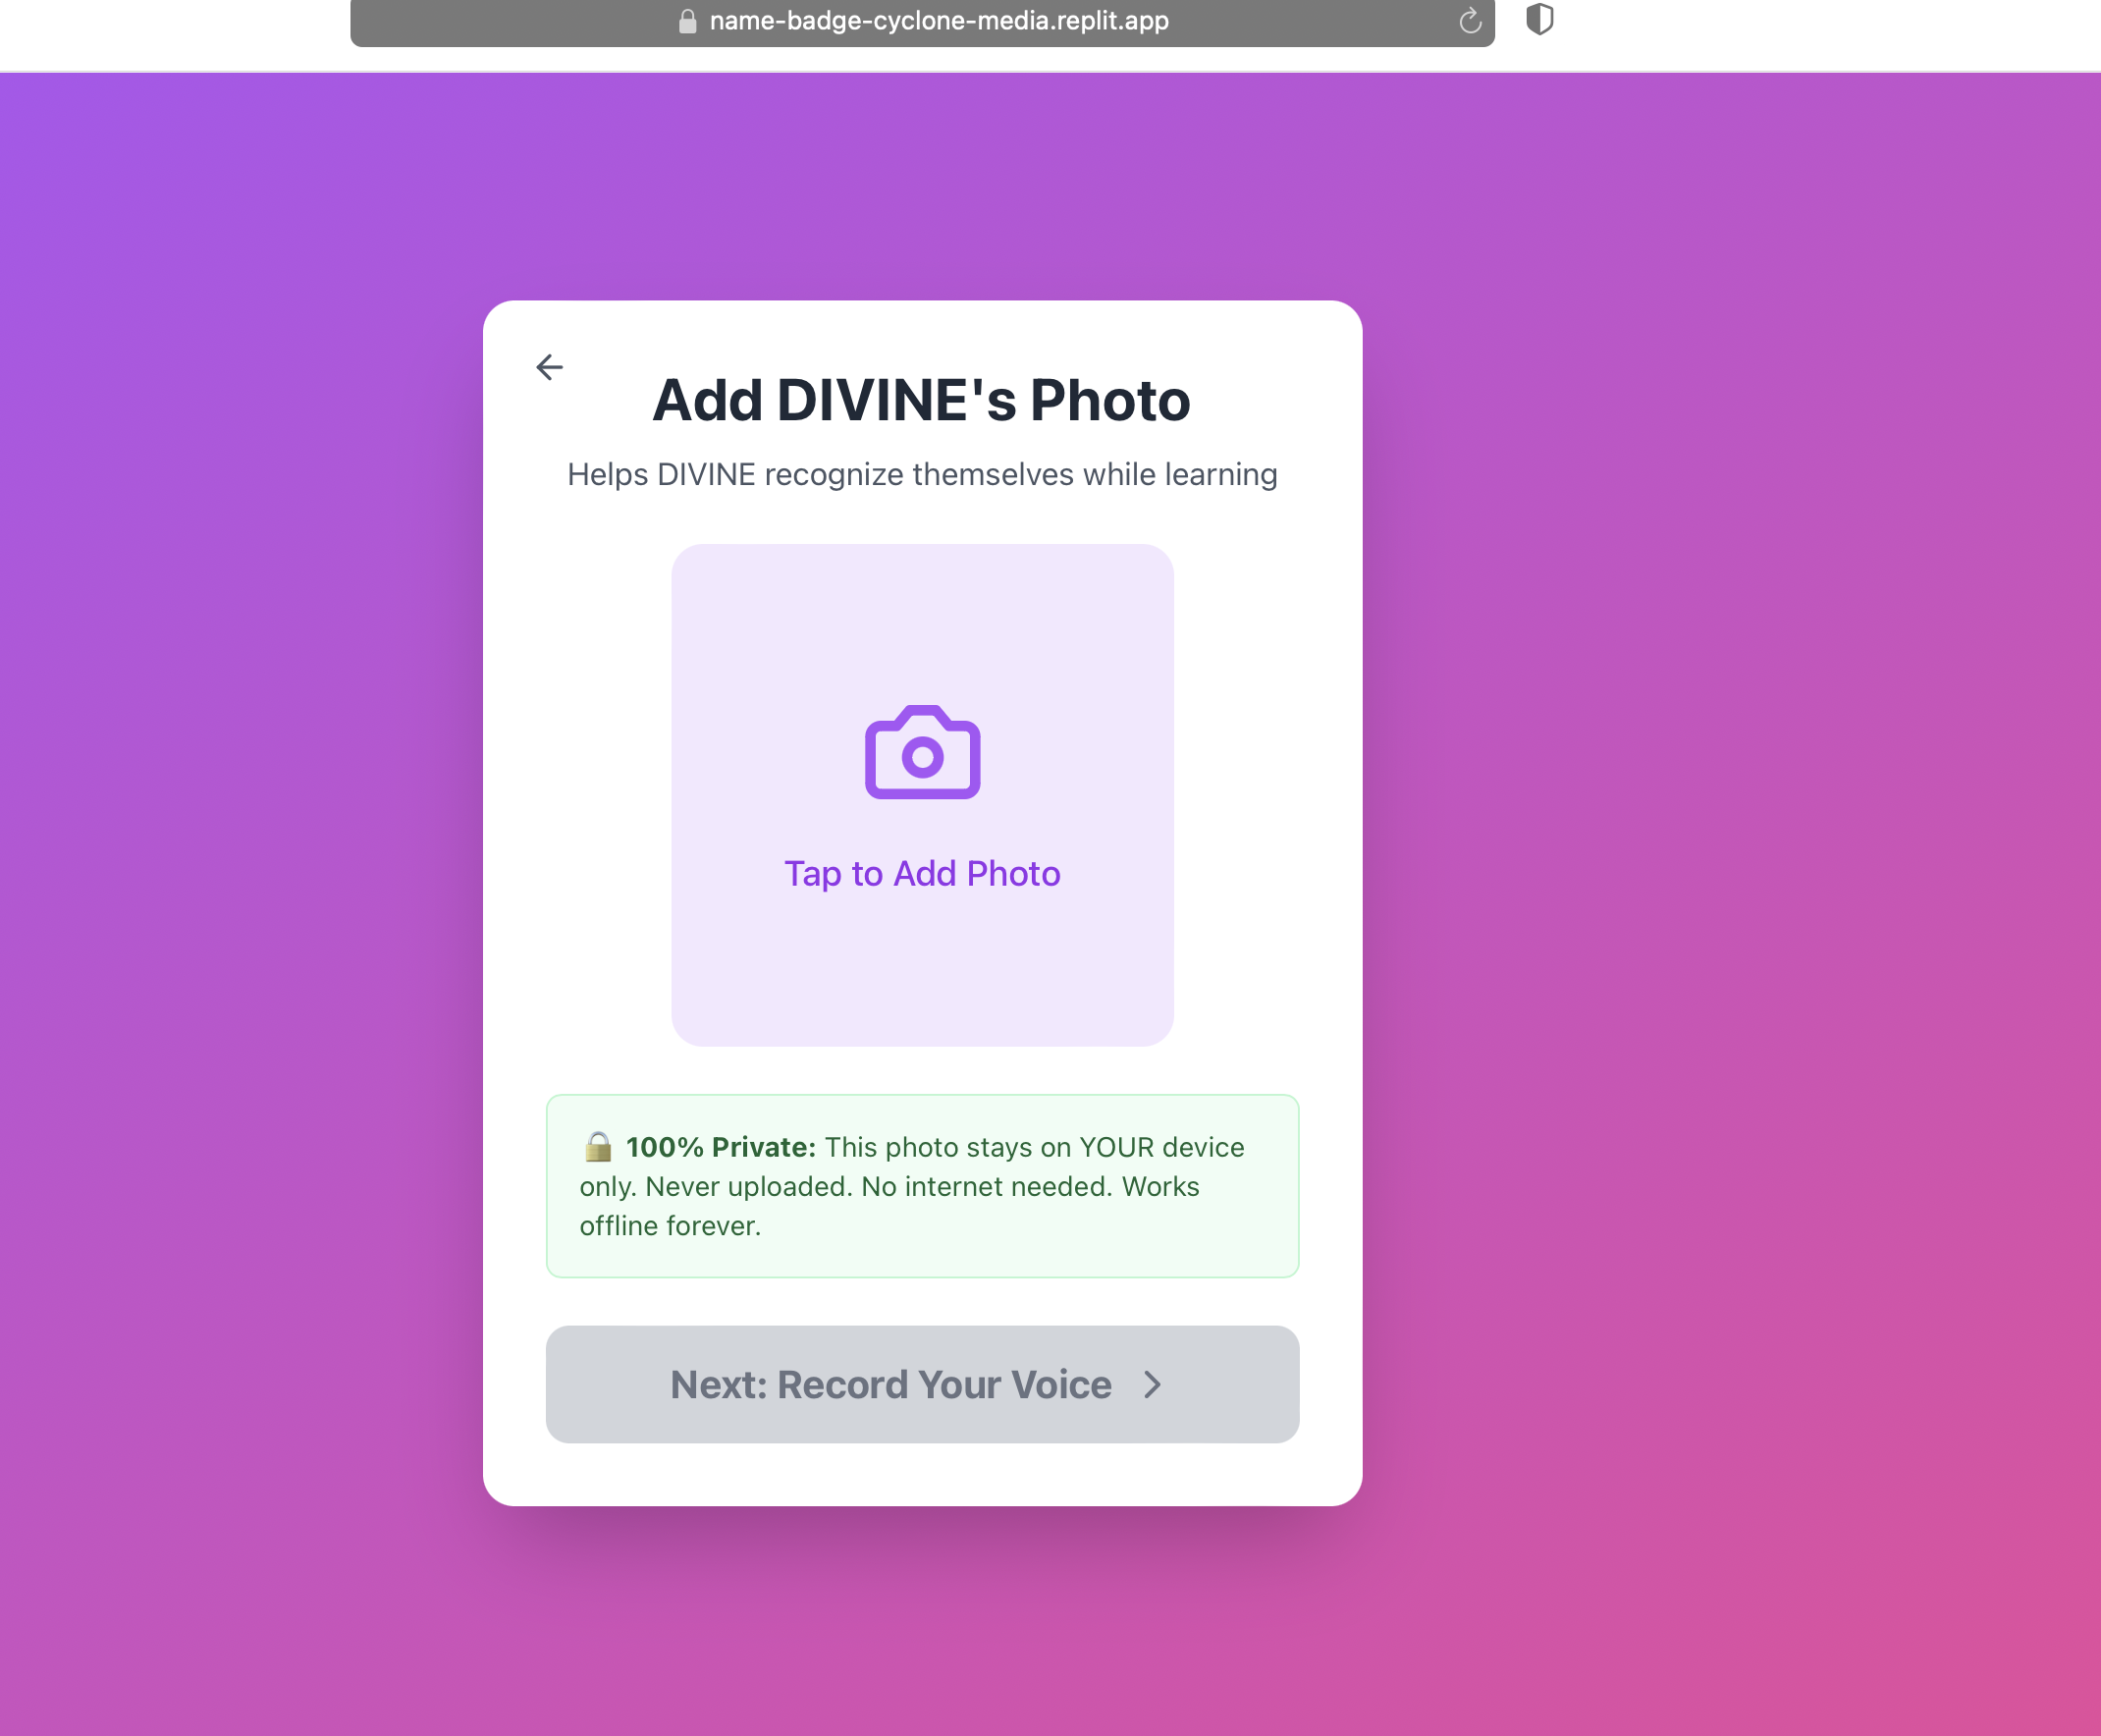 name-badge-cyclone-media.replit.app
Add DIVINE's Photo
Helps DIVINE recognize themselves while learning
Tap to Add Photo
🔒 100% Private: This photo stays on YOUR device
only. Never uploaded. No internet needed. Works
offline forever.
Next: Record Your Voice